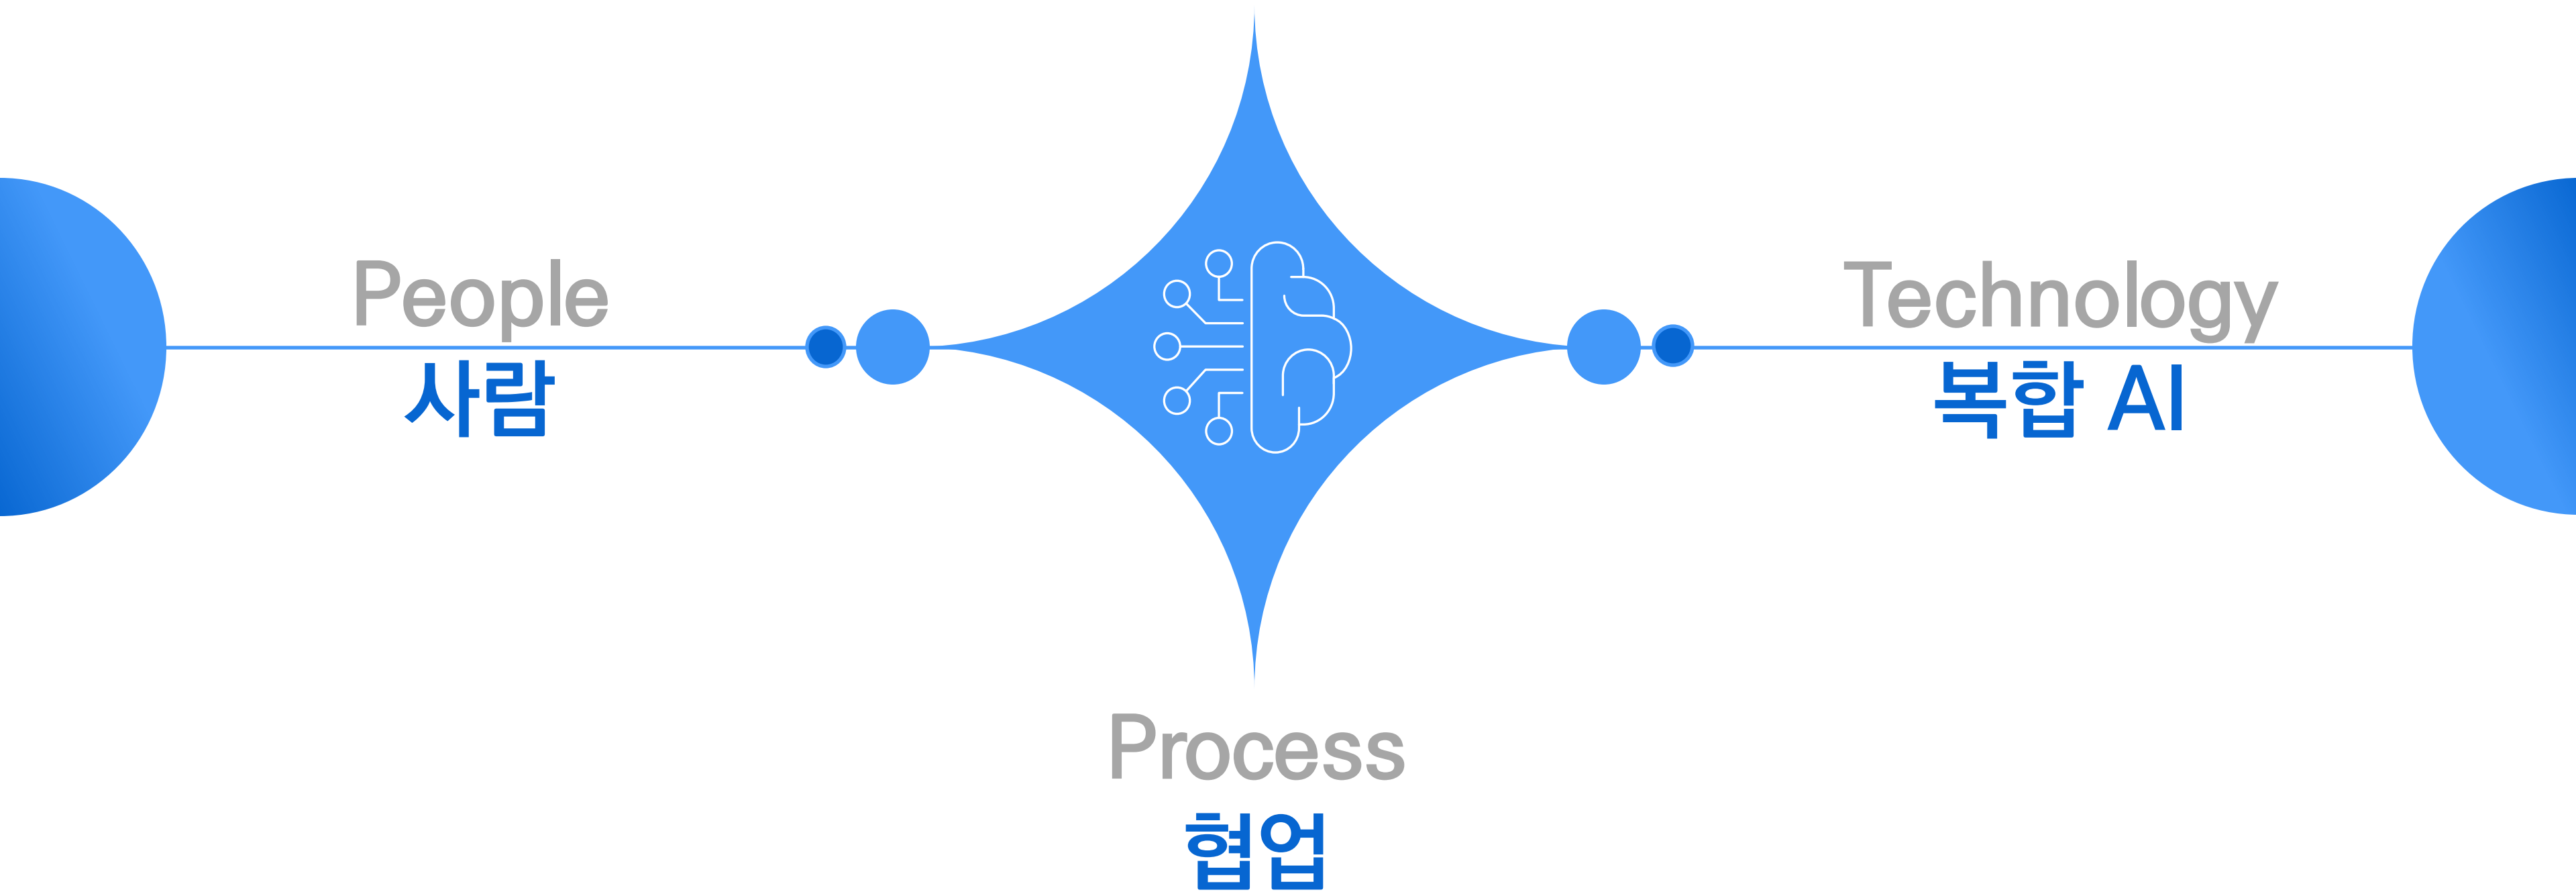 People
사람
Technology
복합 AI
Process
협업